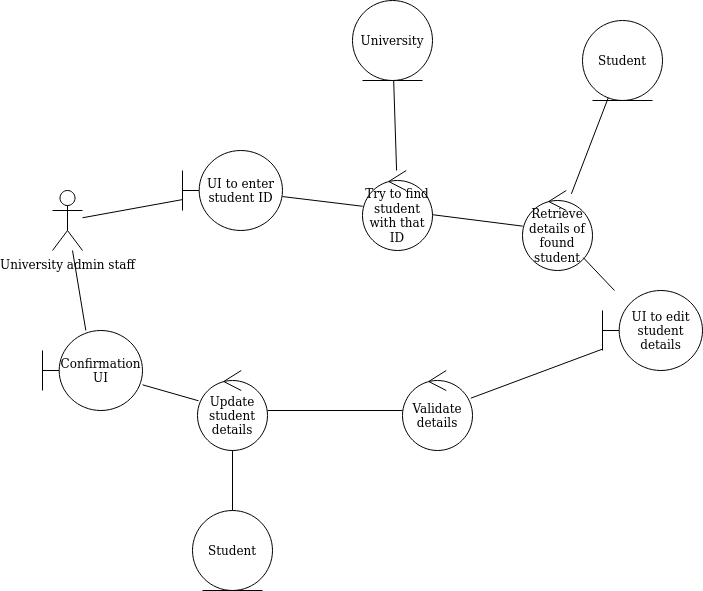 University
Student
UI to enter
student ID
Try to find
student
with that
ID
Retrieve
details of
found
student
University admin staff
UI to edit
student
details
Confirmation
UI
Update
student
details
Validate
details
Student